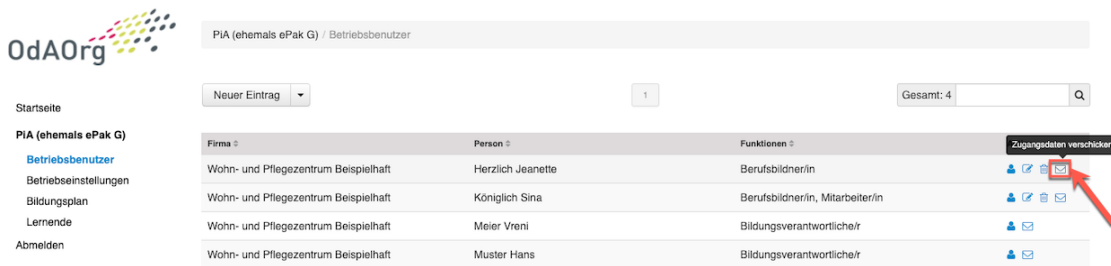 OdAOrg
PiA (ehemals ePak G) / Betriebsbenutzer
Neuer Eintrag
1
Gesamt: 4
Startseite
PiA (ehemals ePak G)
Betriebsbenutzer
Betriebseinstellungen
Bildungsplan
Lernende
Abmelden
Firma Person Funktionen
Zugangsdaten verschicken
Wohn- und Pflegezentrum Beispielhaft Herzlich Jeanette Berufsbildner/in
Wohn- und Pflegezentrum Beispielhaft Königlich Sina Berufsbildner/in, Mitarbeiter/in
Wohn- und Pflegezentrum Beispielhaft Meier Vreni Bildungsverantwortliche/r
Wohn- und Pflegezentrum Beispielhaft Muster Hans Bildungsverantwortliche/r